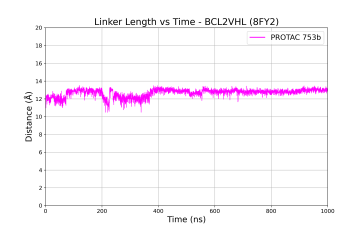 Linker Length vs Time - BCL2VHL (8FY2)
PROTAC 753b
Distance (Å)
20
18
16
14
12
10
8
6
4
2
0
0 200 400 600 800 1000
Time (ns)